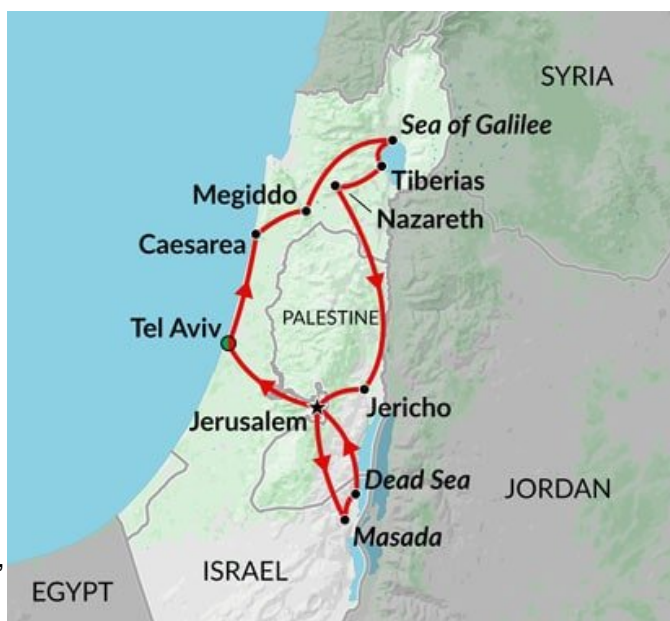 SYRIA
Sea of Galilee
Tiberias
Megiddo
Nazareth
Caesarea
PALESTINE
Tel Aviv
Jericho
Jerusalem
Dead Sea
JORDAN
Masada
ISRAEL
EGYPT
,